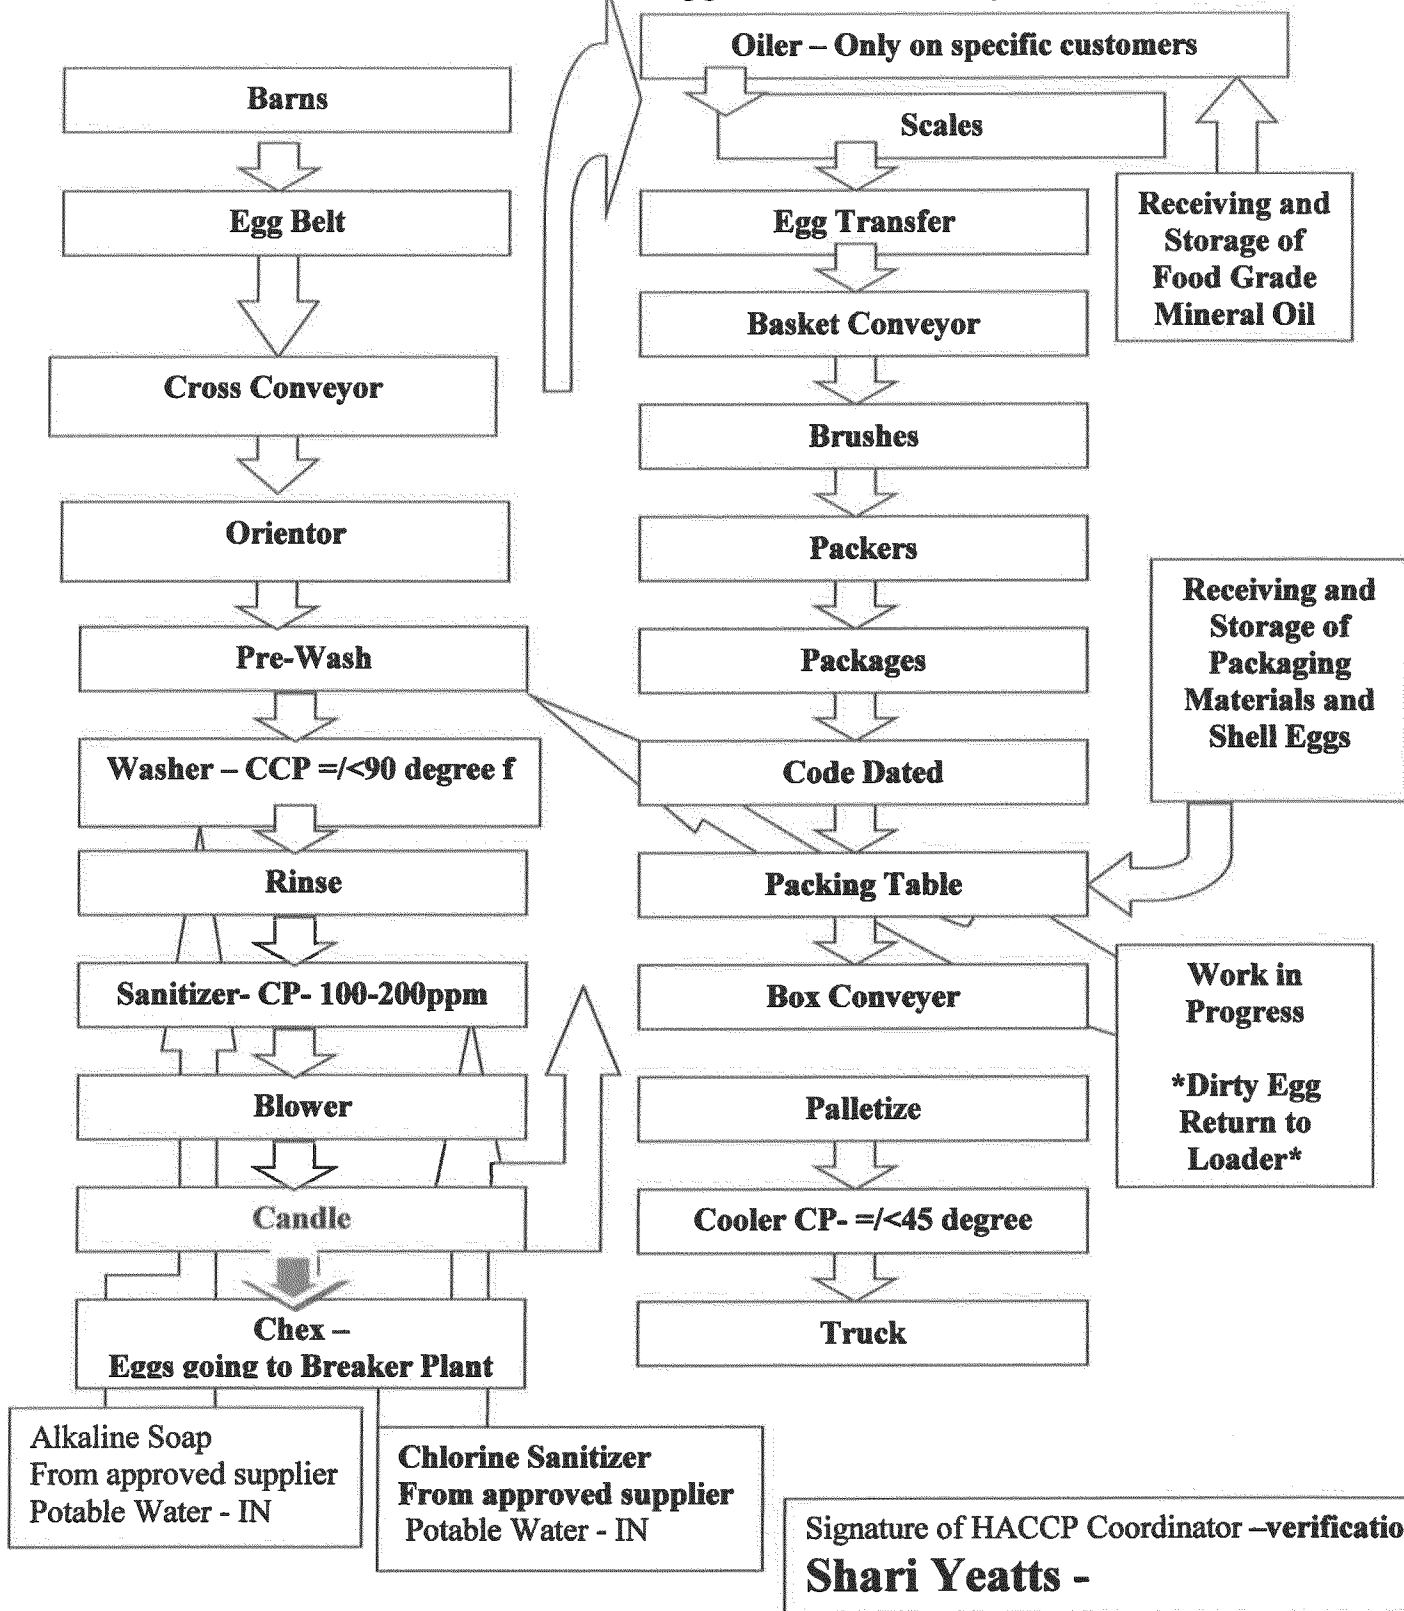 Oiler – Only on specific customers
Barns
Scales
Egg Belt
Egg Transfer
Receiving and
Storage of
Food Grade
Mineral Oil
Basket Conveyor
Cross Conveyor
Brushes
Orientor
Packers
Receiving and
Storage of
Packaging
Materials and
Shell Eggs
Pre-Wash
Packages
Washer – CCP =/<90 degree f
Code Dated
Rinse
Packing Table
Sanitizer- CP- 100-200ppm
Box Conveyer
Work in
Progress
*Dirty Egg
Return to
Loader*
Blower
Palletize
Candle
Cooler CP- =/<45 degree
Chex –
Eggs going to Breaker Plant
Truck
Alkaline Soap
From approved supplier
Potable Water - IN
Chlorine Sanitizer
From approved supplier
Potable Water - IN
Signature of HACCP Coordinator –verificatio
Shari Yeatts -